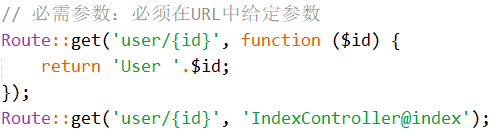 // 必需参数：必须在URL中给定参数
Route::get('user/{id}', function ($id) {
    return 'User '.$id;
});
Route::get('user/{id}', 'IndexController@index');